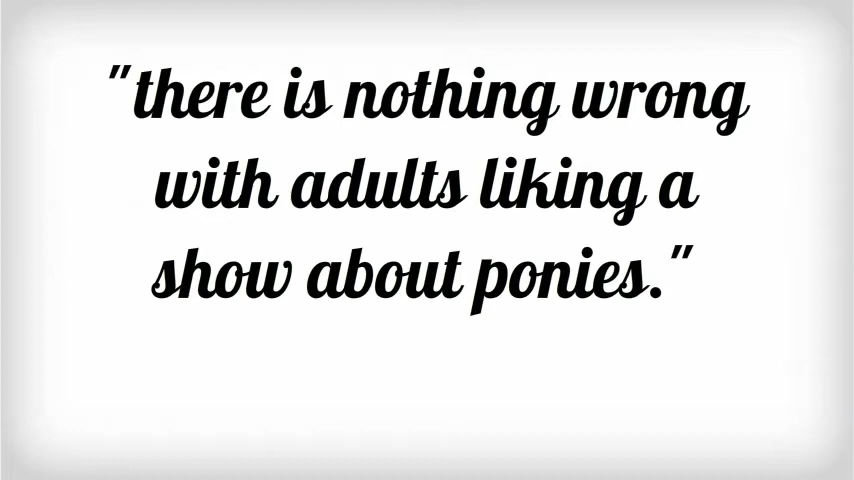 "there is nothing wrong
with adults liking a
show about ponies."